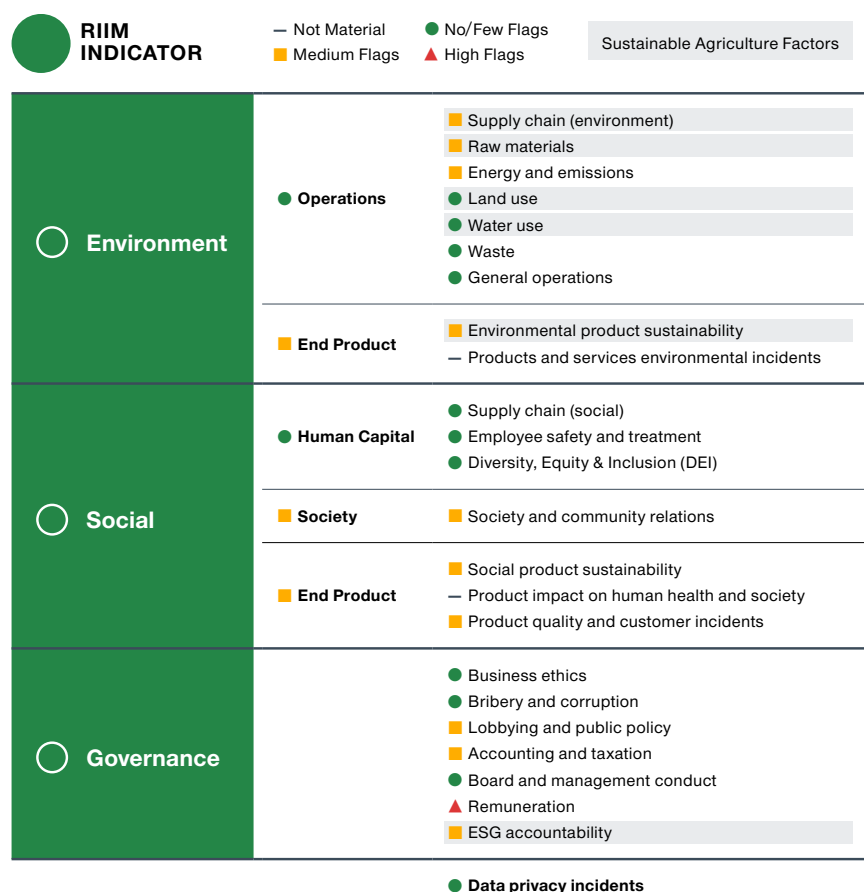 RIIM
INDICATOR
– Not Material
No/Few Flags
Medium Flags
High Flags
Sustainable Agriculture Factors
Environment
Operations
Supply chain (environment)
Raw materials
Energy and emissions
Land use
Water use
Waste
General operations
End Product
Environmental product sustainability
– Products and services environmental incidents
Social
Human Capital
Supply chain (social)
Employee safety and treatment
Diversity, Equity & Inclusion (DEI)
Society
Society and community relations
End Product
Social product sustainability
– Product impact on human health and society
Product quality and customer incidents
Governance
Business ethics
Bribery and corruption
Lobbying and public policy
Accounting and taxation
Board and management conduct
Remuneration
ESG accountability
Data privacy incidents